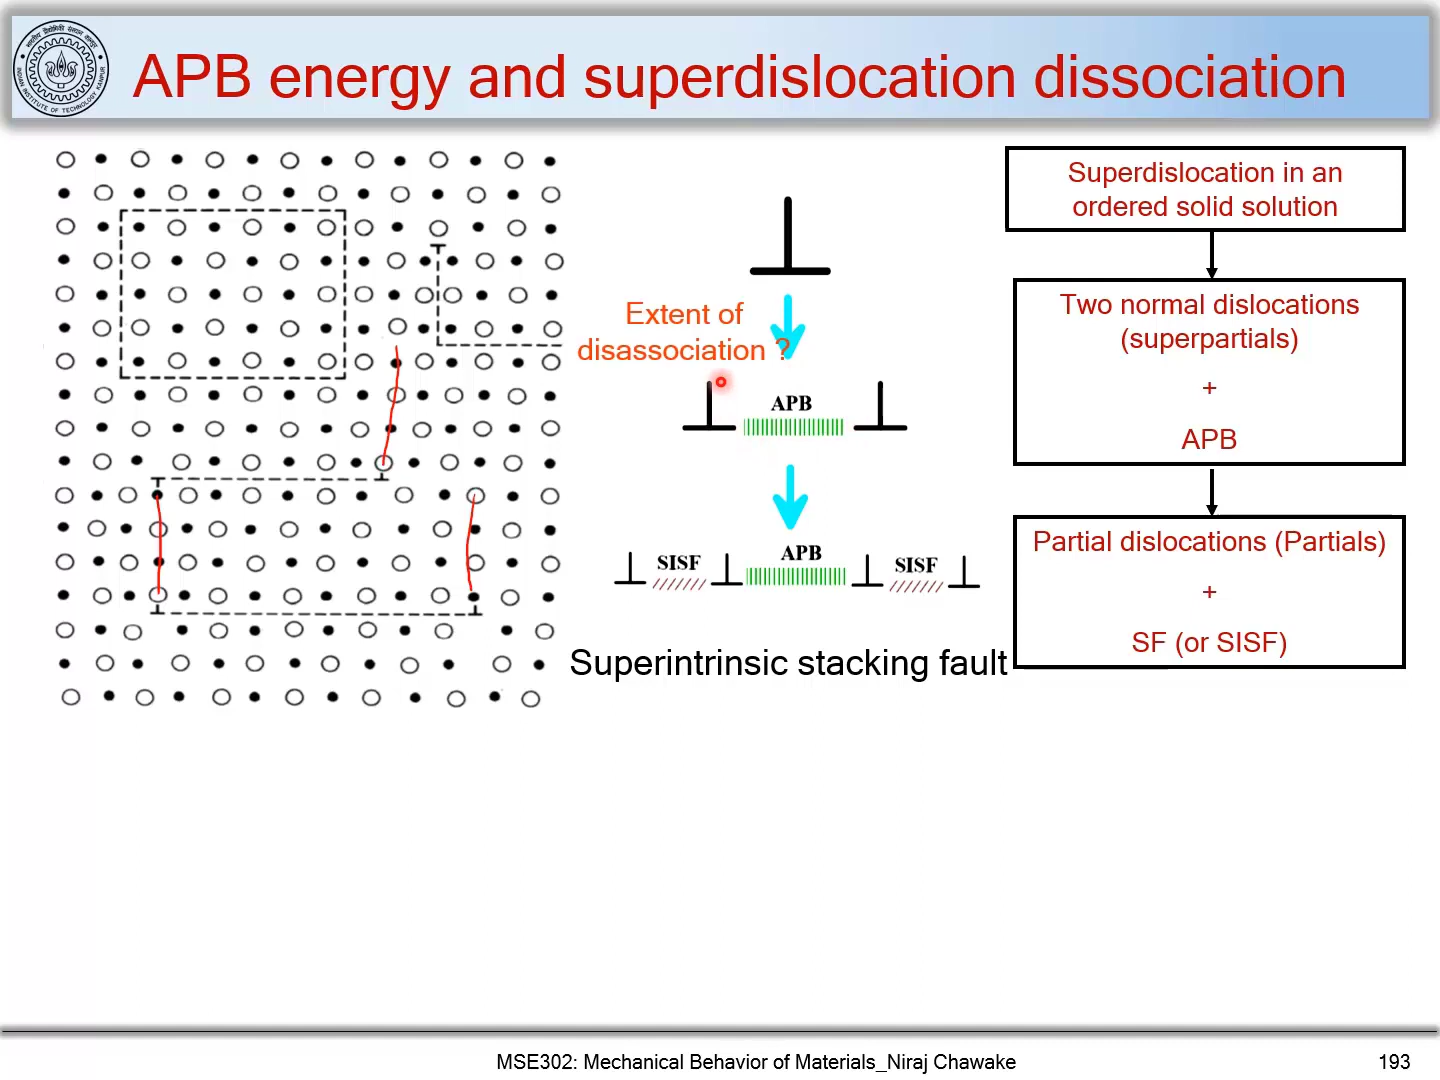 APB energy and superdislocation dissociation
Extent of
disassociation ?
APB
SISF
APB
SISF
Superintrinsic stacking fault
Superdislocation in an
ordered solid solution
Two normal dislocations
(superpartials)
+
APB
Partial dislocations (Partials)
+
SF (or SISF)
MSE302: Mechanical Behavior of Materials_Niraj Chawake
193